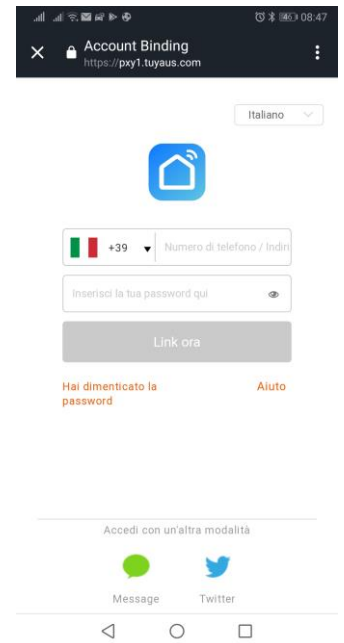 08:47
Account Binding
https://pxy1.tuyaus.com
Italiano
+39
Numero di telefono / Indiri
Inserisci la tua password qui
Link ora
Hai dimenticato la
password
Aiuto
Accedi con un'altra modalità
Message
Twitter